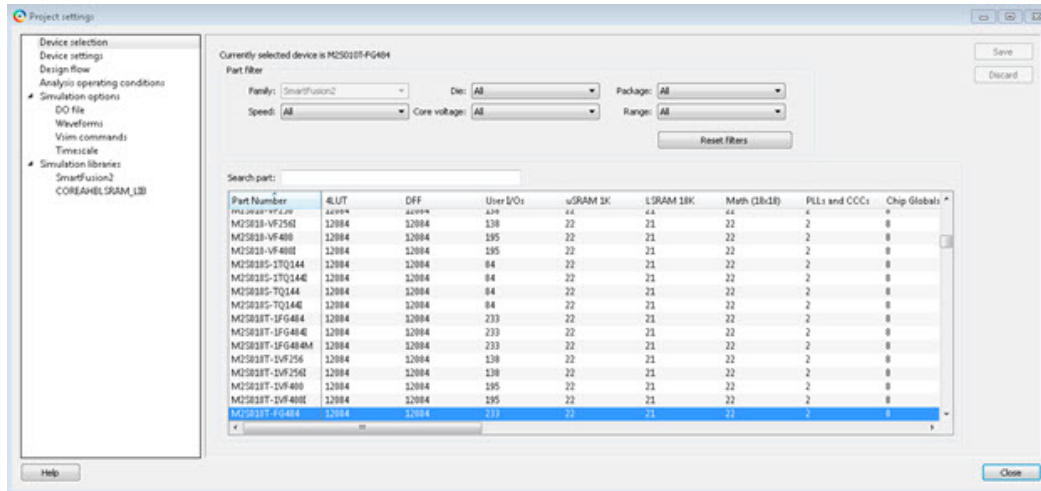 Project settings
Device selection
Device settings
Design flow
Analysis operating conditions
Simulation options
DO file
Waveforms
Vsim commands
Timescale
Simulation libraries
SmartFusion2
COREAHBLSRAM_LIB
Currently selected device is M2S010T-FG484
Part filter
Family: SmartFusion2 Die: All Package: All
Speed: All Core voltage: All Range: All
Reset filters
Search part:
Part Number 4LUT DFF User I/Os uSRAM 1K LSRAM 18K Math (18x18) PLLs and CCCs Chip Globals
M2S010-VF256I 12084 12084 138 22 21 22 2 8
M2S010-VF400 12084 12084 195 22 21 22 2 8
M2S010-VF400I 12084 12084 195 22 21 22 2 8
M2S010S-1TQ144 12084 12084 84 22 21 22 2 8
M2S010S-1TQ144I 12084 12084 84 22 21 22 2 8
M2S010S-TQ144 12084 12084 84 22 21 22 2 8
M2S010S-TQ144I 12084 12084 84 22 21 22 2 8
M2S010T-1FG484 12084 12084 233 22 21 22 2 8
M2S010T-1FG484I 12084 12084 233 22 21 22 2 8
M2S010T-1FG484M 12084 12084 233 22 21 22 2 8
M2S010T-1VF256 12084 12084 138 22 21 22 2 8
M2S010T-1VF256I 12084 12084 138 22 21 22 2 8
M2S010T-1VF400 12084 12084 195 22 21 22 2 8
M2S010T-1VF400I 12084 12084 195 22 21 22 2 8
M2S010T-FG484 12084 12084 233 22 21 22 2 8
Save
Discard
Help
Close